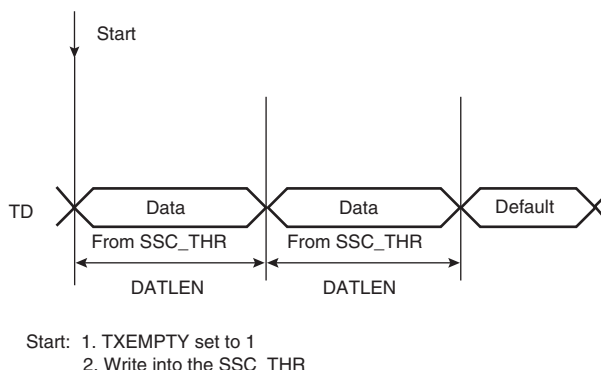 Start
TD
Data
Data
Default
From SSC_THR
From SSC_THR
DATLEN
DATLEN
Start: 1. TXEMPTY set to 1
2. Write into the SSC_THR